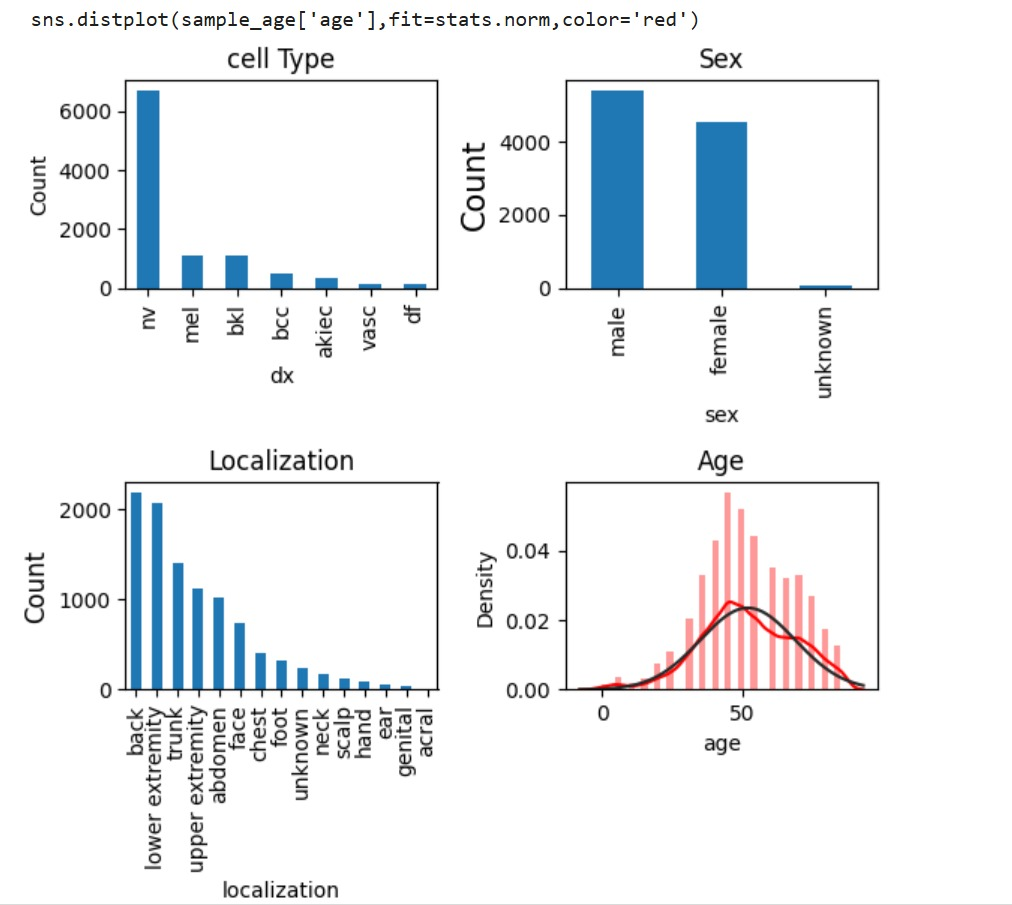 sns.distplot(sample_age['age'],fit=stats.norm,color='red')
cell Type
Count
6000
4000
2000
0
nv
mel
bkl
bcc
akiec
vasc
df
dx
Sex
Count
4000
2000
0
male
female
unknown
sex
Localization
Count
2000
1000
0
back
lower extremity
trunk
upper extremity
abdomen
face
chest
foot
unknown
neck
scalp
hand
ear
genital
acral
localization
Age
Density
0.04
0.02
0.00
0
50
age